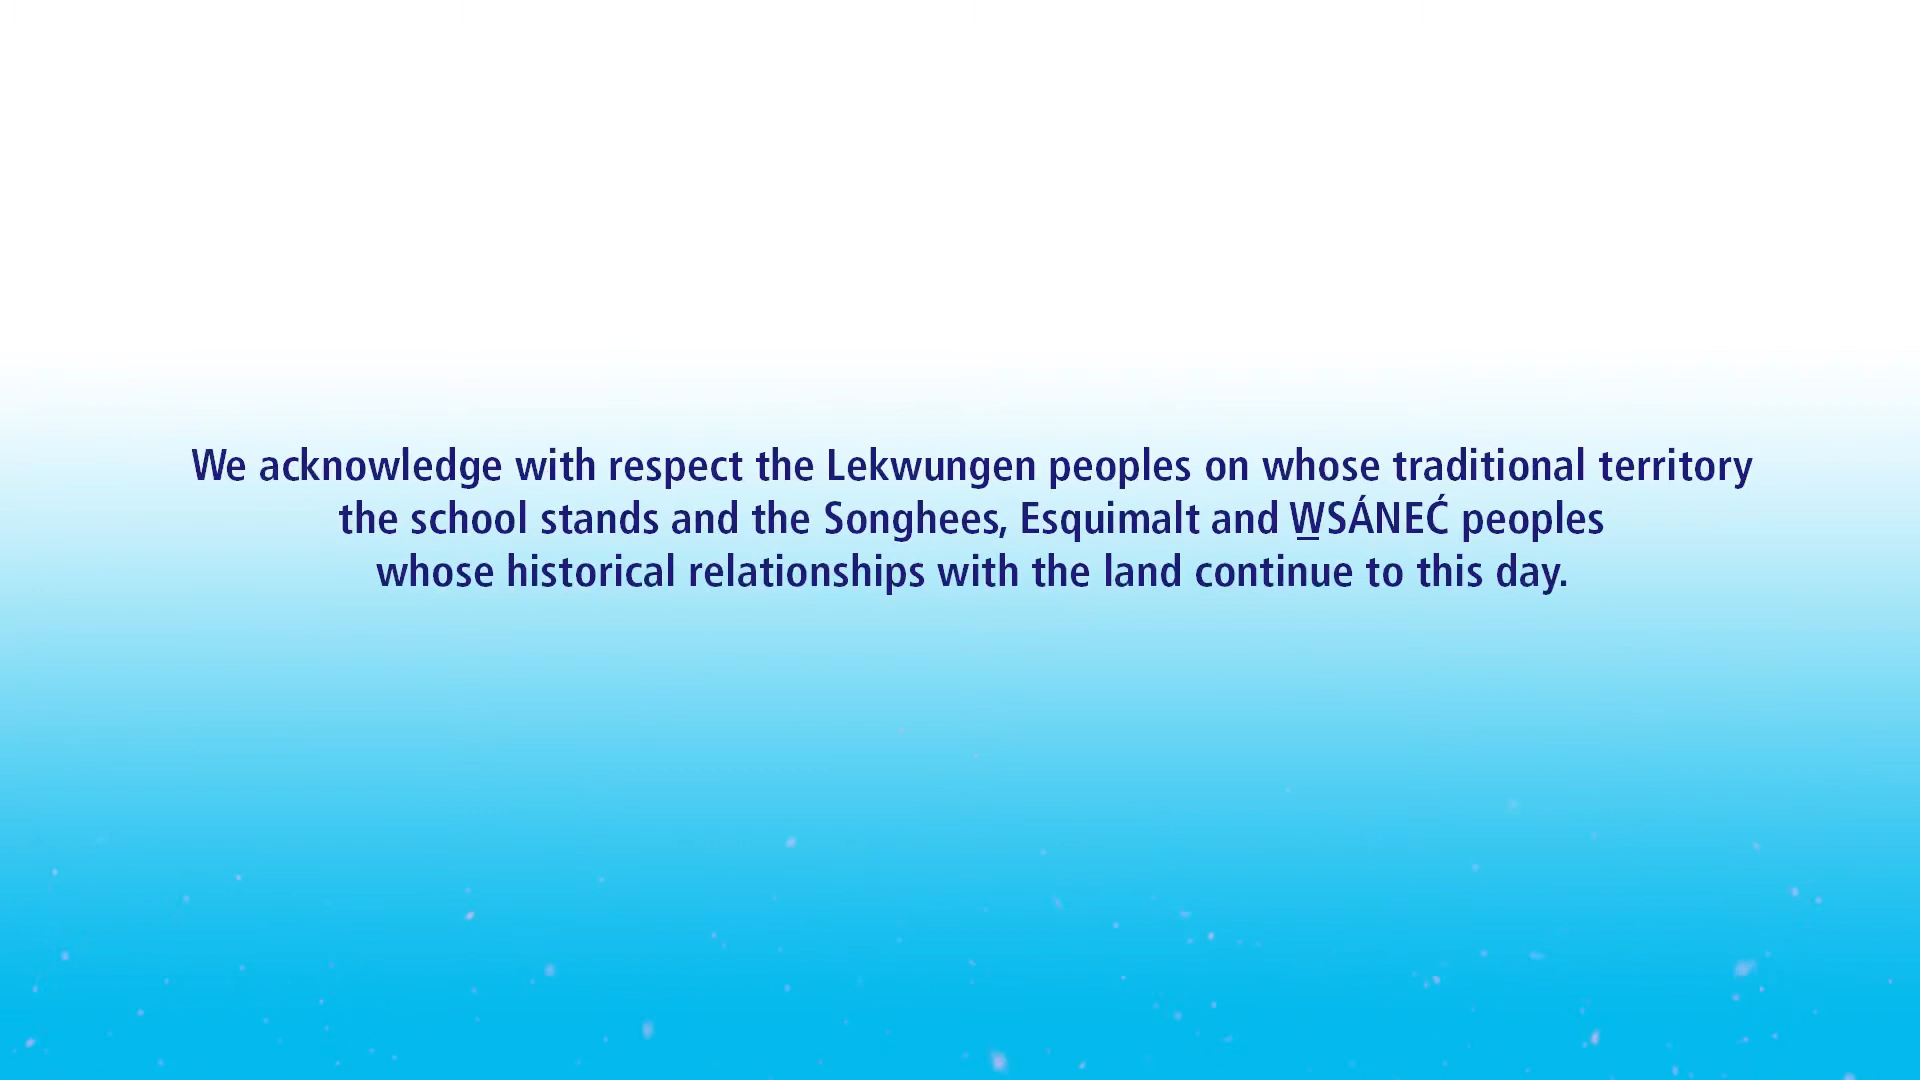 We acknowledge with respect the Lekwungen peoples on whose traditional territory
the school stands and the Songhees, Esquimalt and W̱SÁNEĆ peoples
whose historical relationships with the land continue to this day.